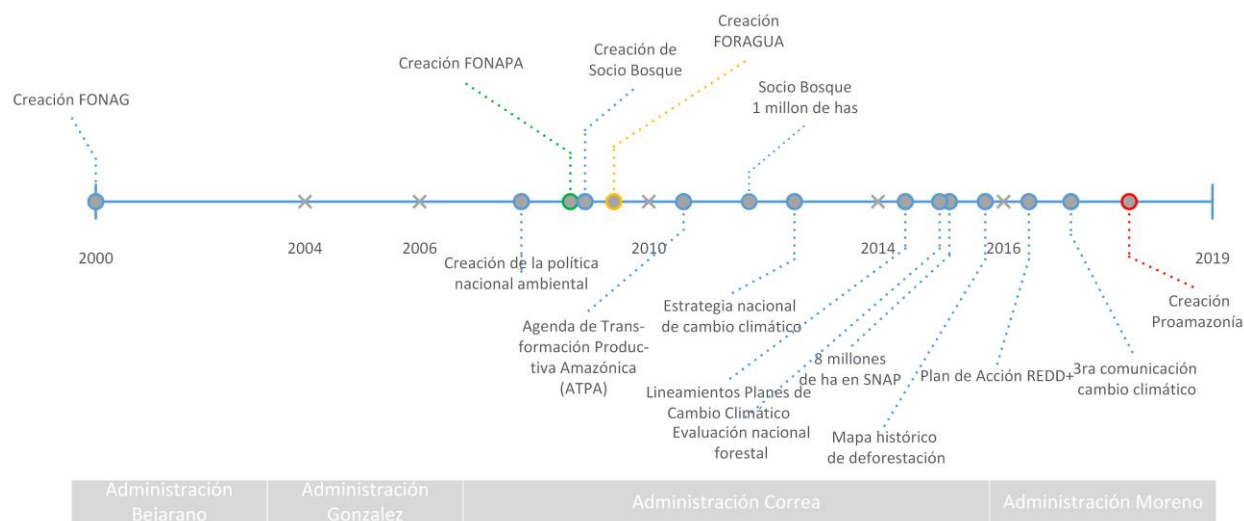 Creación FONAG
Creación FONAPA
Creación de
Socio Bosque
Creación
FORAGUA
Socio Bosque
1 millon de has
2000
2004
2006
2010
2014
2016
2019
Creación de la política
nacional ambiental
Agenda de Trans-
formación Produc-
tiva Amazónica
(ATPA)
Estrategia nacional
de cambio climático
Lineamientos Planes de
Cambio Climático
Evaluación nacional
forestal
8 millones
de ha en SNAP
Mapa histórico
de deforestación
Plan de Acción REDD+
3ra comunicación
cambio climático
Creación
Proamazonía
Administración
Bejarano
Administración
Gonzalez
Administración Correa
Administración Moreno